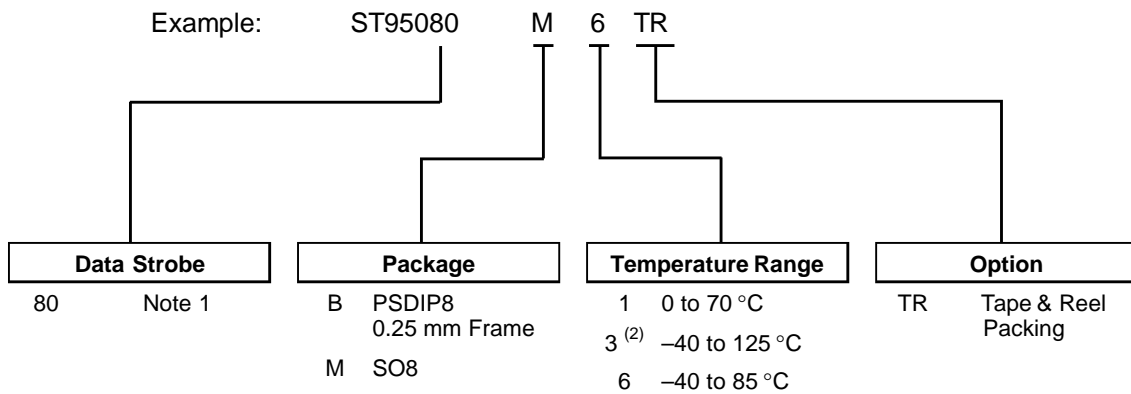 Example: ST95080 M 6 TR
Data Strobe
80 Note 1
Package
B PSDIP8
0.25 mm Frame
M SO8
Temperature Range
1 0 to 70 °C
3 (2) –40 to 125 °C
6 –40 to 85 °C
Option
TR Tape & Reel
Packing